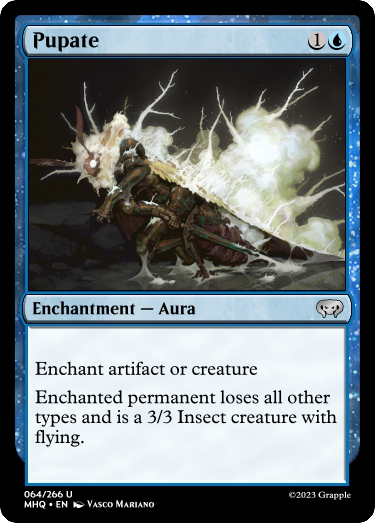 Pupate 1
Enchantment — Aura
Enchant artifact or creature
Enchanted permanent loses all other
types and is a 3/3 Insect creature with
flying.
064/266 U
MHQ • EN Vasco Mariano
©2023 Grapple